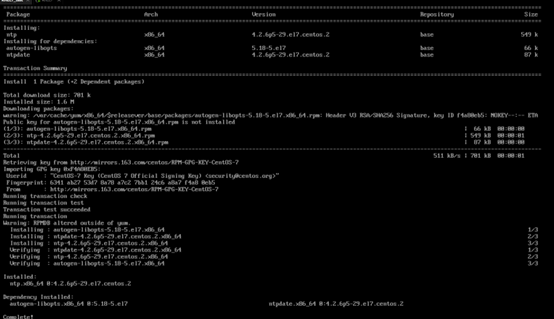 Package Arch Version Repository Size
Installing:
ntp x86_64 4.2.6p5-29.el7.centos.2 base 549 k
Installing for dependencies:
autogen-libopts x86_64 5.18-5.el7 base 66 k
ntpdate x86_64 4.2.6p5-29.el7.centos.2 base 87 k
Transaction Summary
Install 1 Package (+2 Dependent packages)
Total download size: 701 k
Installed size: 1.6 M
Downloading packages:
warning: /var/cache/yum/x86_64/$releasever/base/packages/autogen-libopts-5.18-5.el7.x86_64.rpm: Header V3 RSA/SHA256 Signature, key ID f4a80eb5: NOKEY--:-- ETA
Public key for autogen-libopts-5.18-5.el7.x86_64.rpm is not installed
(1/3): autogen-libopts-5.18-5.el7.x86_64.rpm | 66 kB 00:00:00
(2/3): ntp-4.2.6p5-29.el7.centos.2.x86_64.rpm | 549 kB 00:00:01
(3/3): ntpdate-4.2.6p5-29.el7.centos.2.x86_64.rpm | 87 kB 00:00:00
Total 511 kB/s | 701 kB 00:00:01
Retrieving key from http://mirrors.163.com/centos/RPM-GPG-KEY-CentOS-7
Importing GPG key 0xF4A80EB5:
Userid : "CentOS-7 Key (CentOS 7 Official Signing Key) <security@centos.org>"
Fingerprint: 6341 ab27 53d7 8a78 a7c2 7bb1 24c6 a8a7 f4a8 0eb5
From : http://mirrors.163.com/centos/RPM-GPG-KEY-CentOS-7
Running transaction check
Running transaction test
Transaction test succeeded
Running transaction
Warning: RPMDB altered outside of yum.
Installing : autogen-libopts-5.18-5.el7.x86_64 1/3
Installing : ntpdate-4.2.6p5-29.el7.centos.2.x86_64 2/3
Installing : ntp-4.2.6p5-29.el7.centos.2.x86_64 3/3
Verifying : ntp-4.2.6p5-29.el7.centos.2.x86_64 1/3
Verifying : ntpdate-4.2.6p5-29.el7.centos.2.x86_64 2/3
Verifying : autogen-libopts-5.18-5.el7.x86_64 3/3
Installed:
ntp.x86_64 0:4.2.6p5-29.el7.centos.2
Dependency Installed:
autogen-libopts.x86_64 0:5.18-5.el7 ntpdate.x86_64 0:4.2.6p5-29.el7.centos.2
Complete!